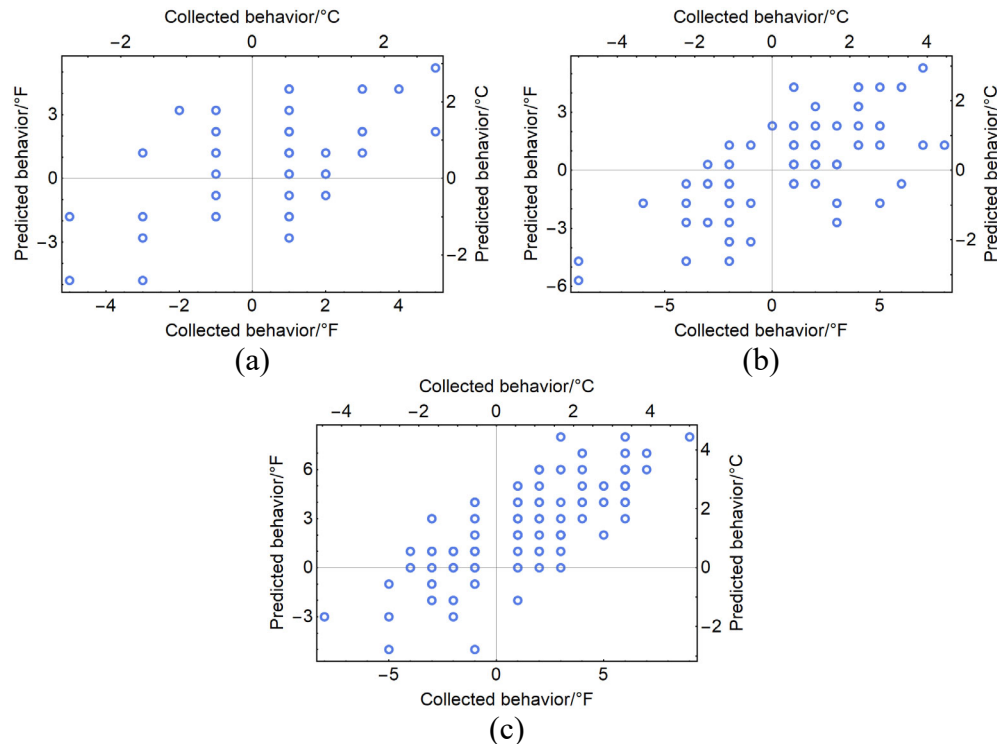 Collected behavior/°C
−2 0 2
Predicted behavior/°F
3
0
−3
2
0
−2
Predicted behavior/°C
−4 −2 0 2 4
Collected behavior/°F
(a)
Collected behavior/°C
−4 −2 0 2 4
Predicted behavior/°F
3
0
−3
−6
2
0
−2
Predicted behavior/°C
−5 0 5
Collected behavior/°F
(b)
Collected behavior/°C
−4 −2 0 2 4
Predicted behavior/°F
6
3
0
−3
4
2
0
−2
Predicted behavior/°C
−5 0 5
Collected behavior/°F
(c)